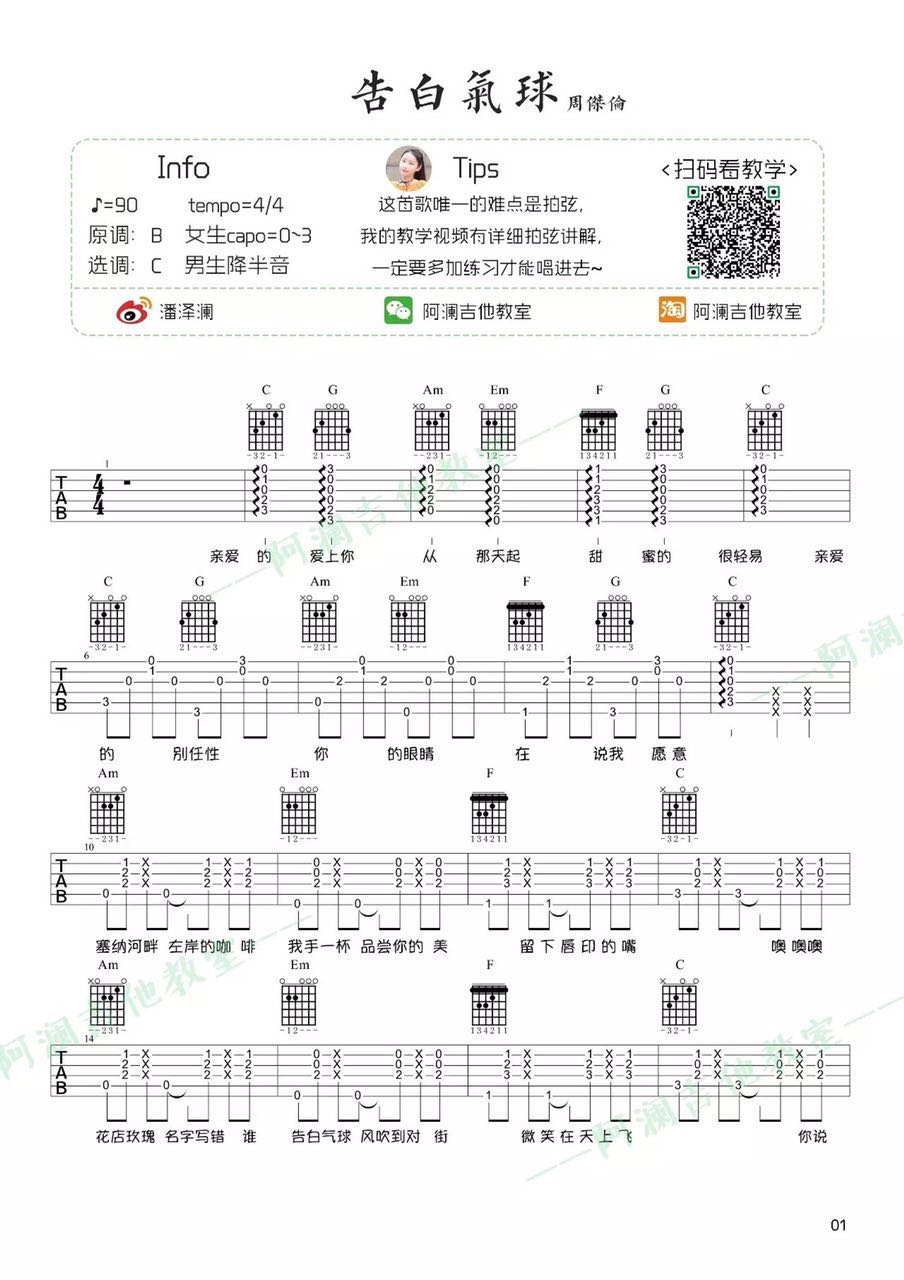 告白氣球 周傑倫
Info
Tips
<扫码看教学>
♪=90 tempo=4/4
原调: B 女生capo=0~3
选调: C 男生降半音
这首歌唯一的难点是拍弦,
我的教学视频有详细拍弦讲解,
一定要多加练习才能唱进去~
淘
潘泽澜
阿澜吉他教室
阿澜吉他教室
C G Am Em F G C
亲爱 的 爱上你 从 那天起 甜 蜜的 很轻易 亲爱
C G Am Em F G C
6
的 别任性 你 的眼睛 在 说我 愿意
Am Em F C
10
塞纳河畔 左岸的咖 啡 我手一杯 品尝你的 美 留下唇印的嘴 噢噢噢
Am Em F C
14
花店玫瑰 名字写错 谁 告白气球 风吹到对 街 微笑在天上飞 你说
01